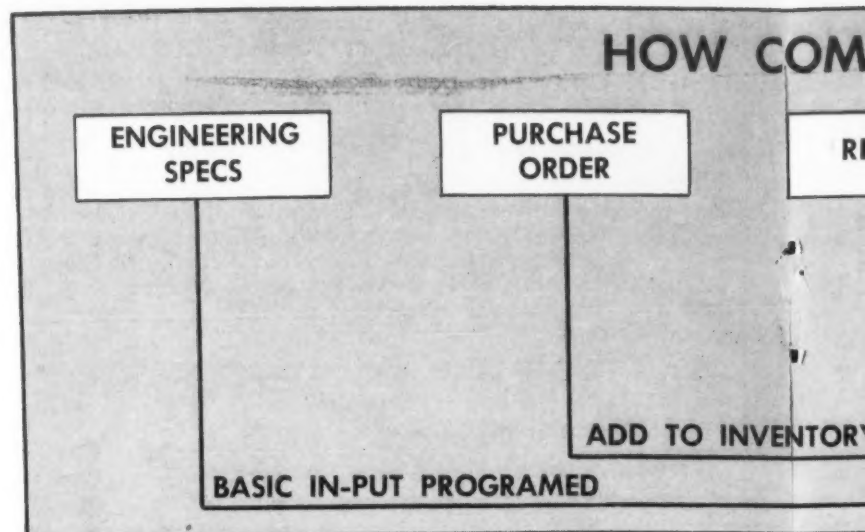 HOW COM
ENGINEERING
SPECS
PURCHASE
ORDER
ADD TO INVENTORY
BASIC IN-PUT PROGRAMED